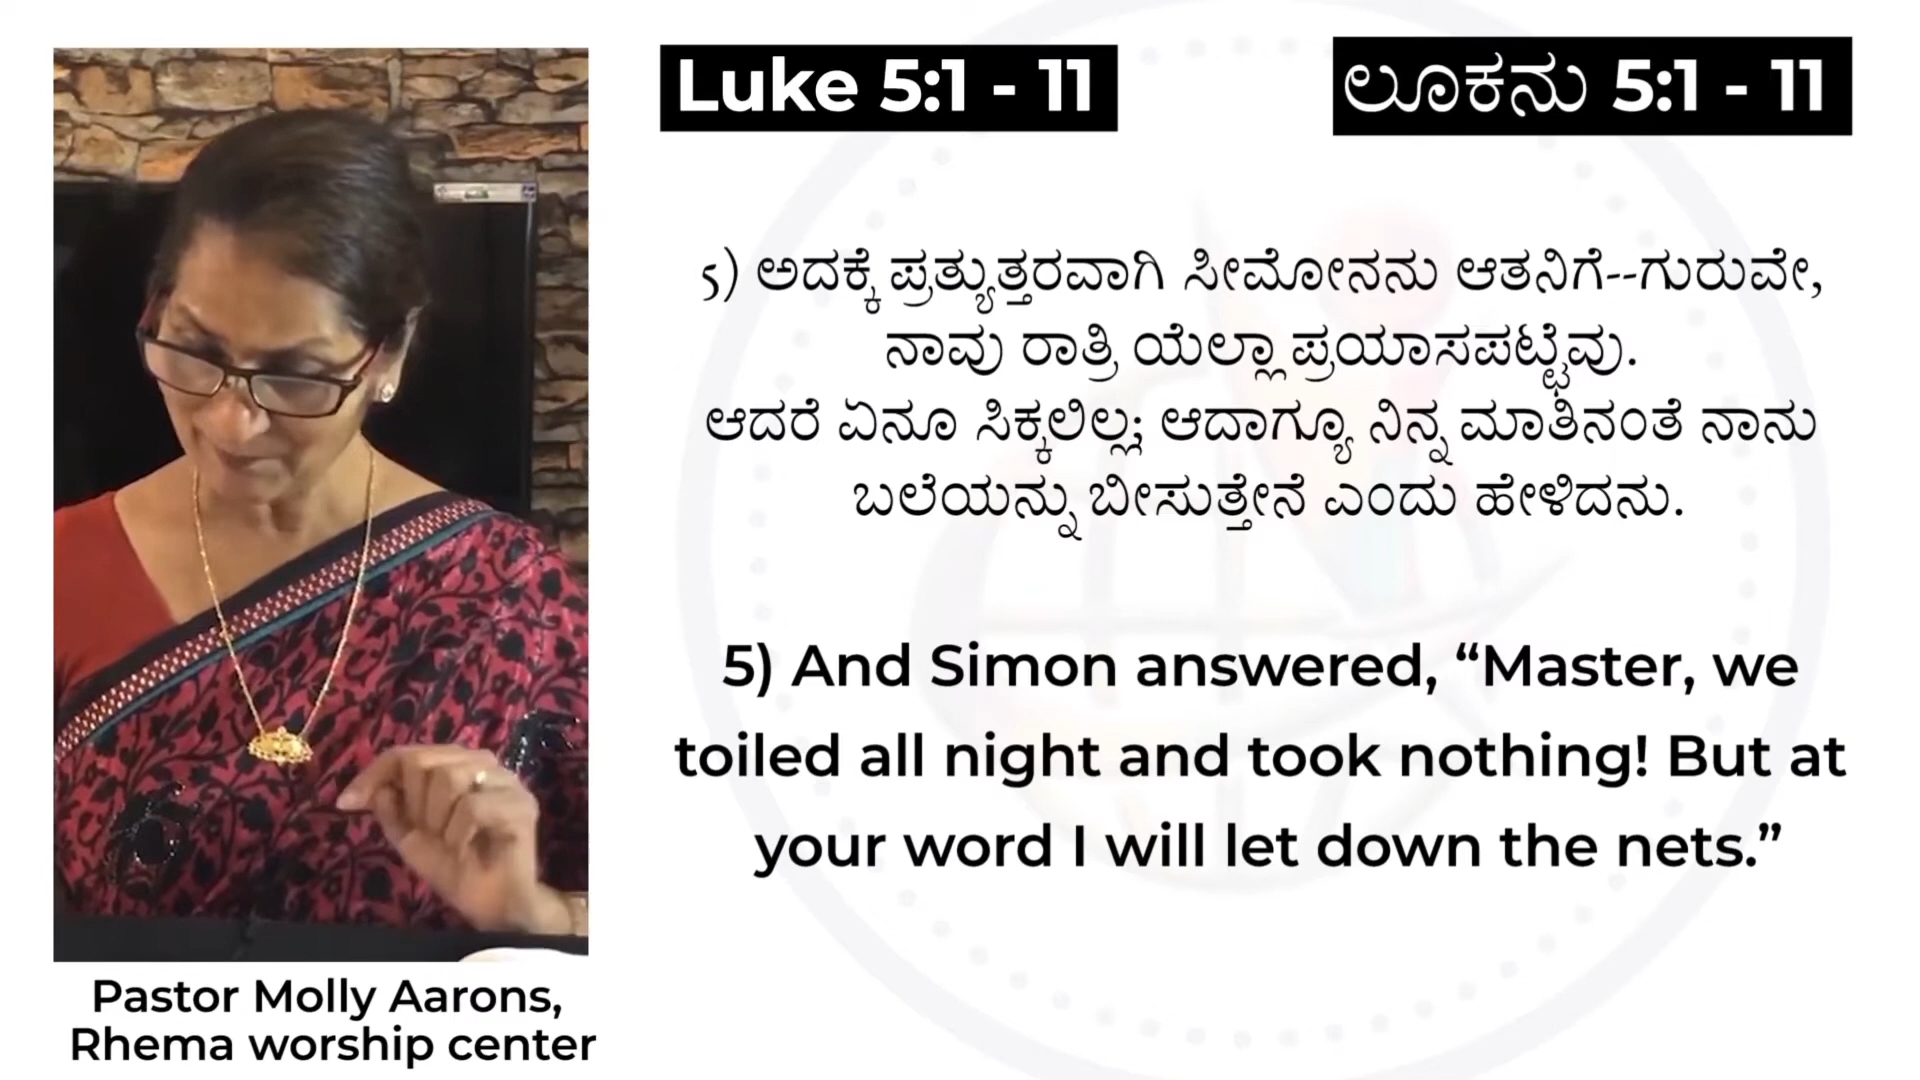 Luke 5:1 - 11
ಲೂಕನು 5:1 - 11
5) ಅದಕ್ಕೆ ಪ್ರತ್ಯುತ್ತರವಾಗಿ ಸೀಮೋನನು ಆತನಿಗೆ--ಗುರುವೇ,
ನಾವು ರಾತ್ರಿ ಯೆಲ್ಲಾ ಪ್ರಯಾಸಪಟ್ಟೆವು.
ಆದರೆ ಏನೂ ಸಿಕ್ಕಲಿಲ್ಲ; ಆದಾಗ್ಯೂ ನಿನ್ನ ಮಾತಿನಂತೆ ನಾನು
ಬಲೆಯನ್ನು ಬೀಸುತ್ತೇನೆ ಎಂದು ಹೇಳಿದನು.
5) And Simon answered, “Master, we
toiled all night and took nothing! But at
your word I will let down the nets.”
Pastor Molly Aarons,
Rhema worship center